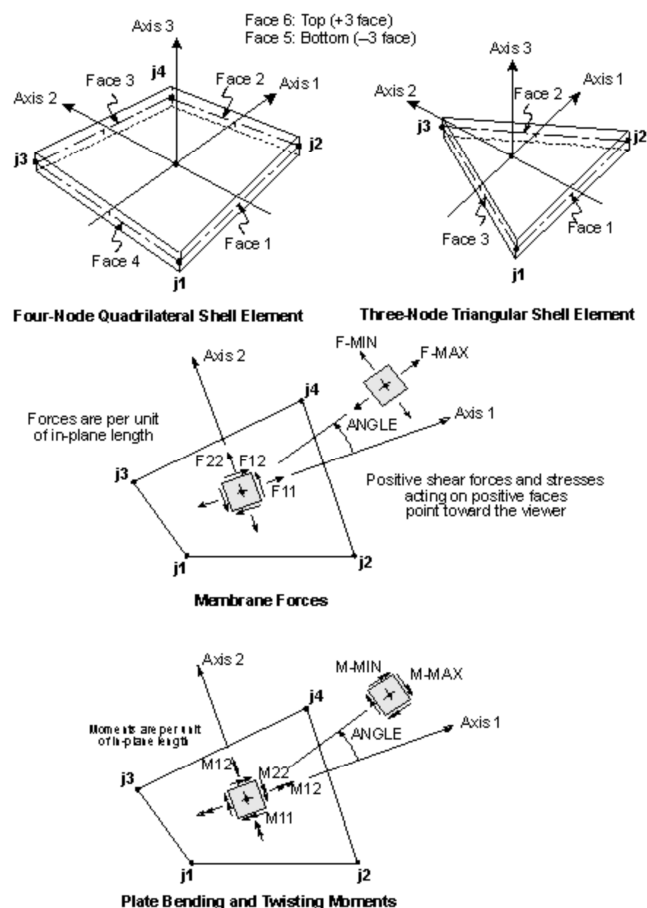 Face 6: Top (+3 face)
Face 5: Bottom (–3 face)
Axis 3
j4
Face 3
Face 2
Axis 1
Axis 2
j2
j3
Face 1
Face 4
j1
Four-Node Quadrilateral Shell Element
Axis 3
Axis 1
Axis 2
Face 2
j3
j2
Face 3
Face 1
j1
Three-Node Triangular Shell Element
Axis 2
F-MIN
F-MAX
j4
Forces are per unit
of in-plane length
ANGLE
Axis 1
F22
F12
F11
j3
Positive shear forces and stresses
acting on positive faces
point toward the viewer
j1
j2
Membrane Forces
Axis 2
M-MIN
M-MAX
j4
Moments are per unit
of in-plane length
Axis 1
ANGLE
M12
M22
M12
j3
M11
j1
j2
Plate Bending and Twisting Moments